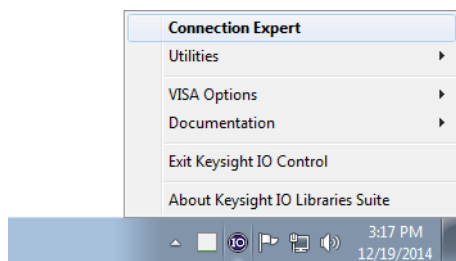 Connection Expert
Utilities
VISA Options
Documentation
Exit Keysight IO Control
About Keysight IO Libraries Suite
IO
3:17 PM
12/19/2014